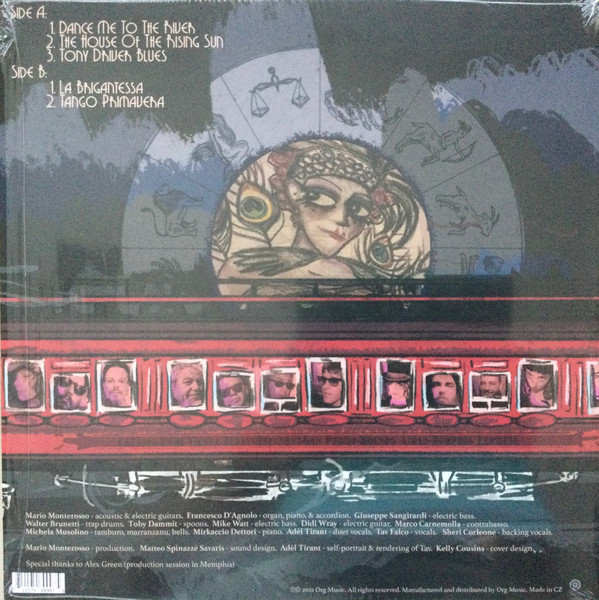 SIDE A:
1. DANCE ME TO THE RIVER
2. THE HOUSE OF THE RISING SUN
3. TONY DRIVER BLUES
SIDE B:
1. LA BRIGANTESSA
2. TANGO PRIMAVERA
Mario Monterosso - acoustic & electric guitars. Francesco D'Agnolo - organ, piano, & accordion. Giuseppe Sangirardi - electric bass.
Walter Brunetti - trap drums. Toby Dammit - spoons. Mike Watt - electric bass. Didi Wray - electric guitar. Marco Carnemolla - contrabasso.
Michela Musolino - tamburo, marranzami, bells. Mirkaccio Dettori - piano. Adèl Tirant - duet vocals. Tav Falco - vocals. Sheri Corleone - backing vocals.
Mario Monterosso - production. Matteo Spinazzè Savaris - sound design. Adèl Tirant - self-portrait & rendering of Tav. Kelly Cousins - cover design.
Special thanks to Alex Green (production session in Memphis)
℗© 2021 Org Music. All rights reserved. Manufactured and distributed by Org Music. Made in CZ